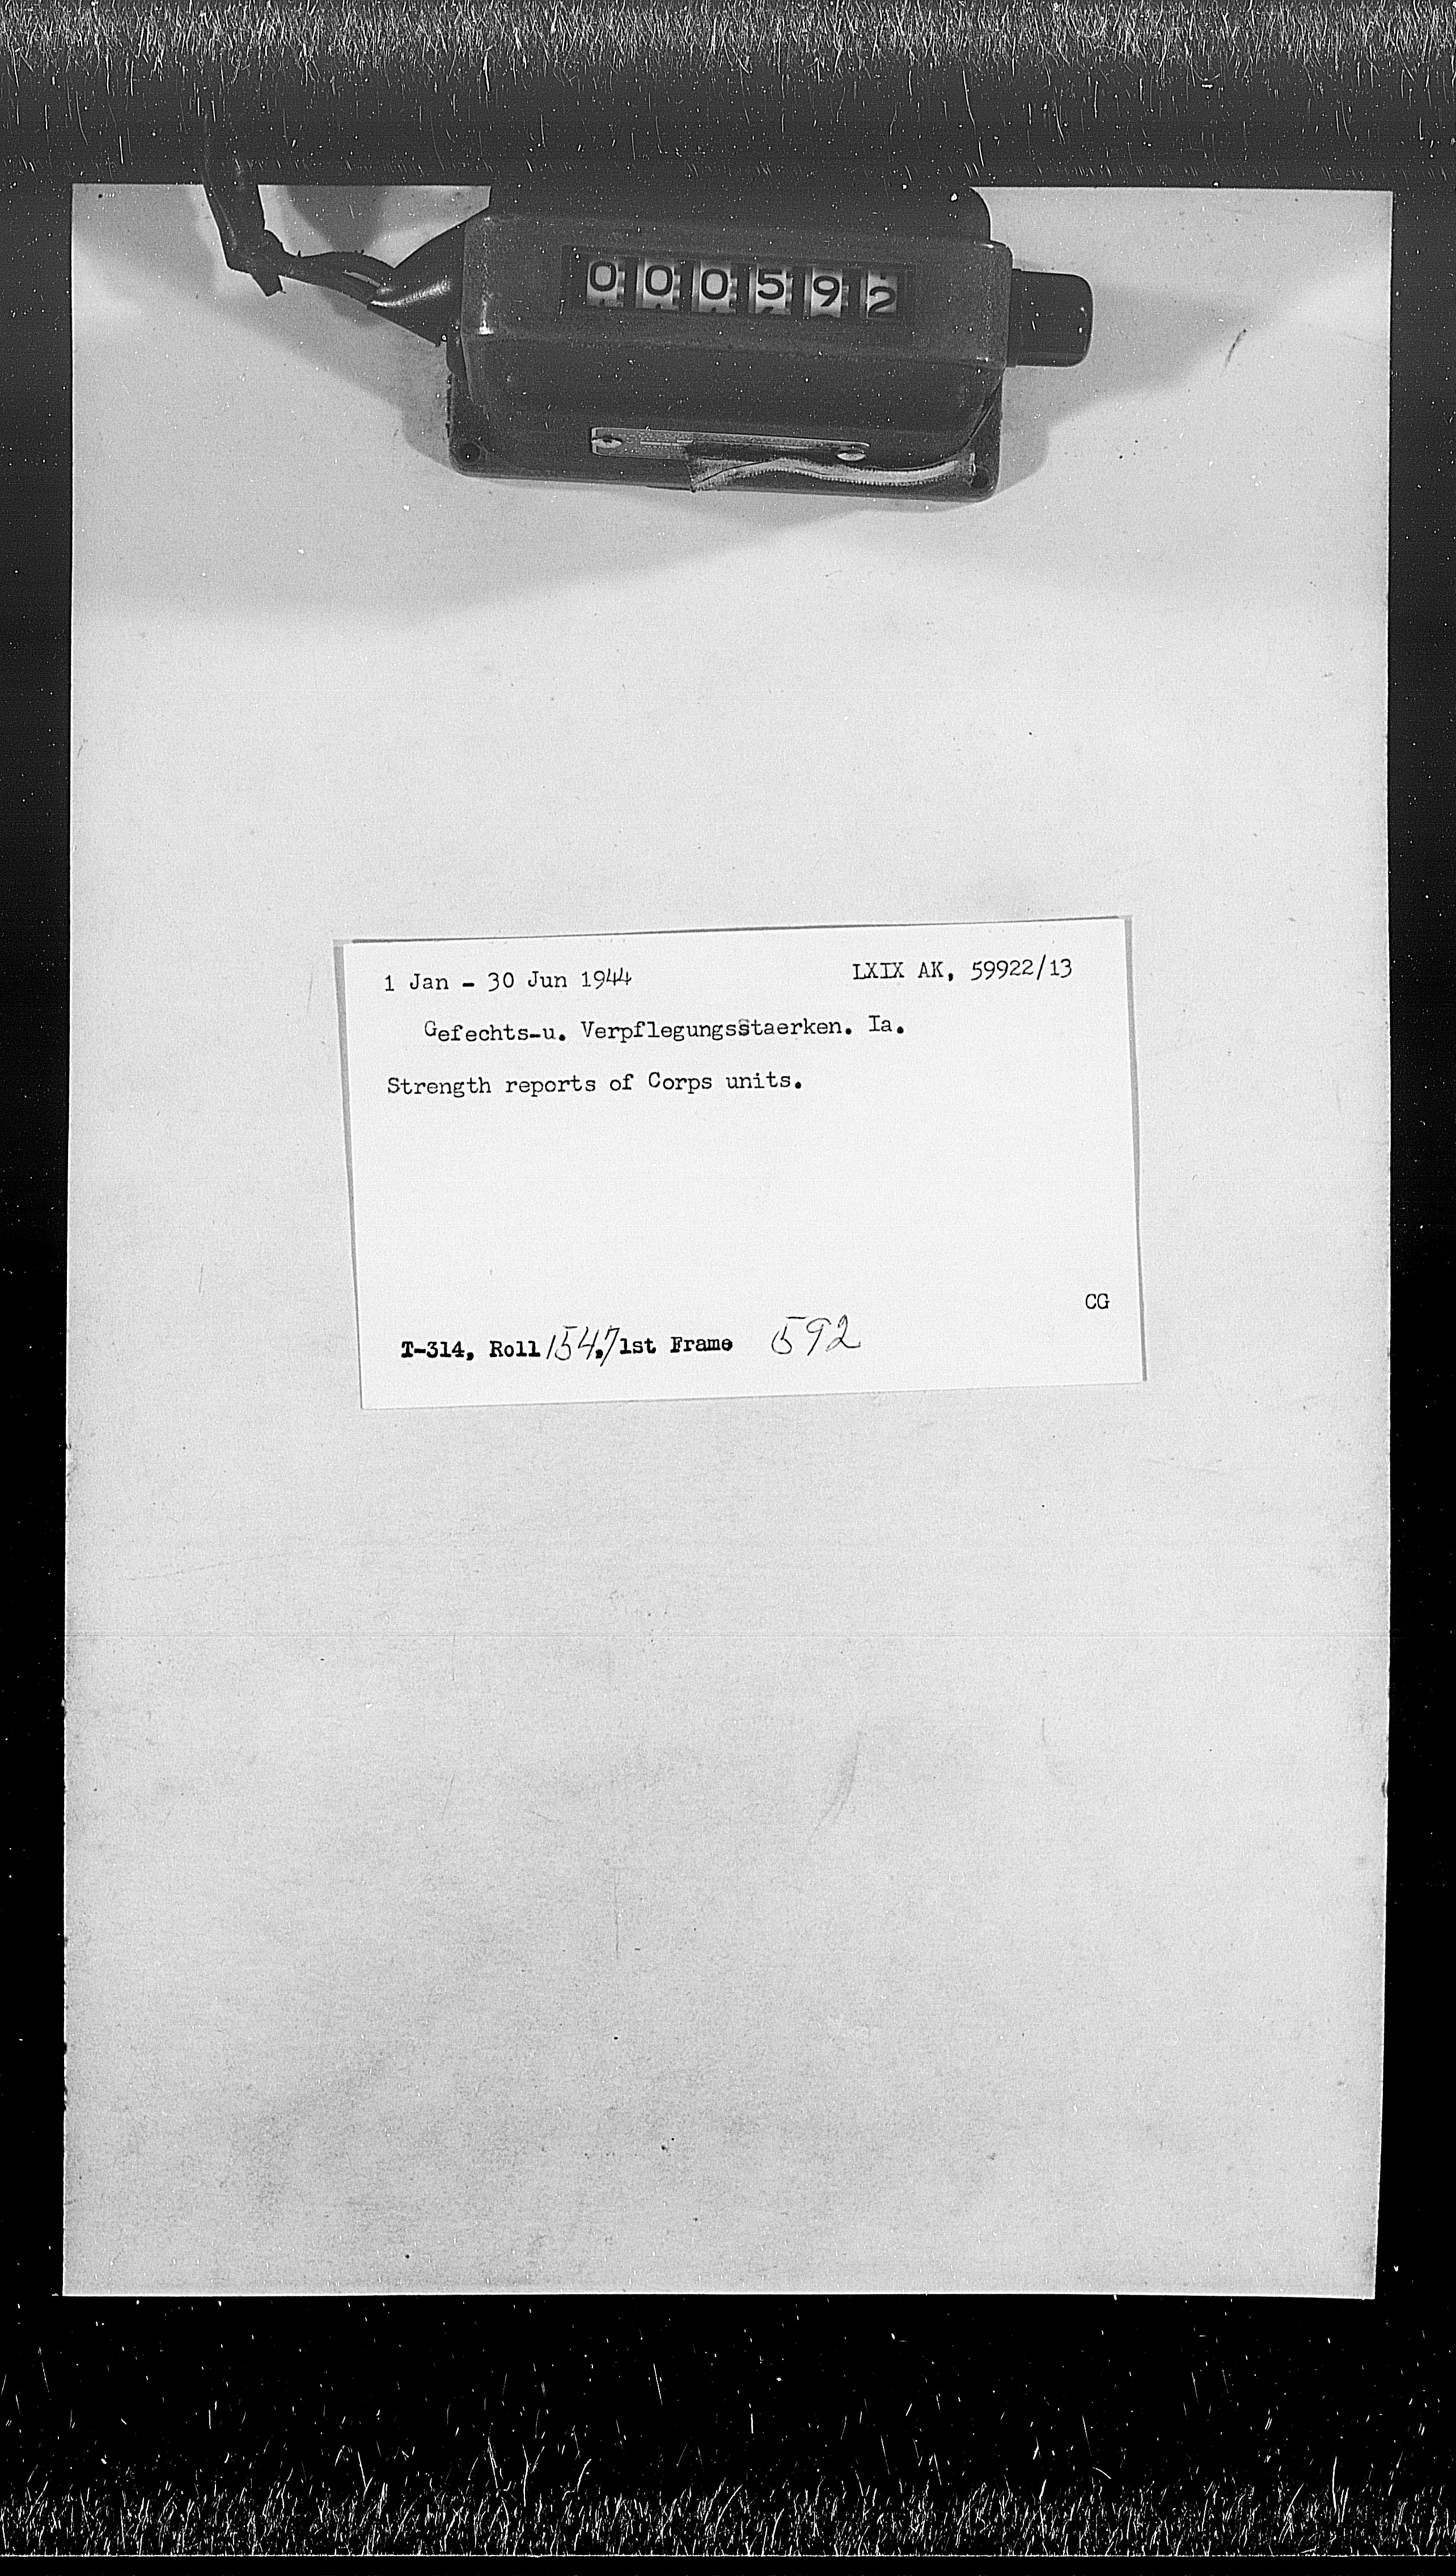 000592
1 Jan - 30 Jun 1944 LXIX AK, 59922/13
Gefechts-u. Verpflegungsstaerken. Ia.
Strength reports of Corps units.
CG
T-314, Roll 1547, 1st Frame 592